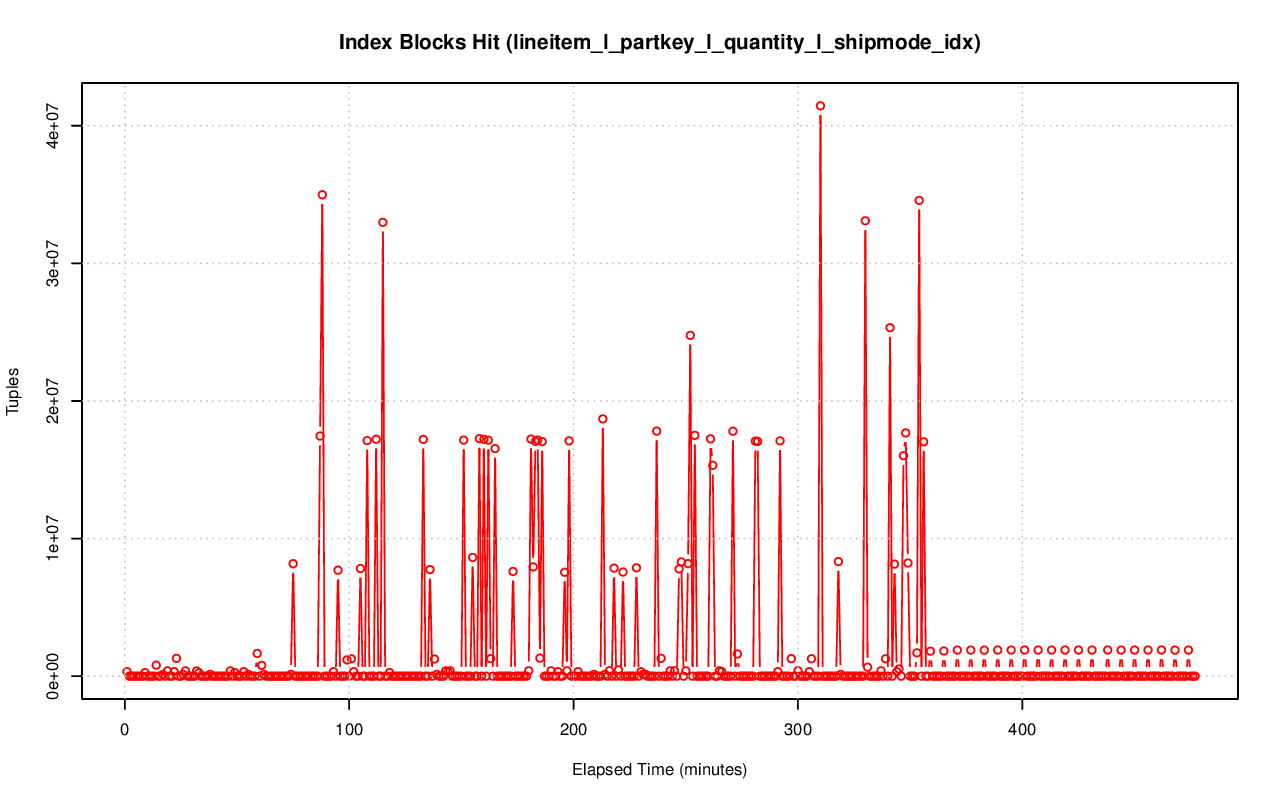 Index Blocks Hit (lineitem_l_partkey_l_quantity_l_shipmode_idx)
Tuples
4e+07
3e+07
2e+07
1e+07
0e+00
0 100 200 300 400
Elapsed Time (minutes)